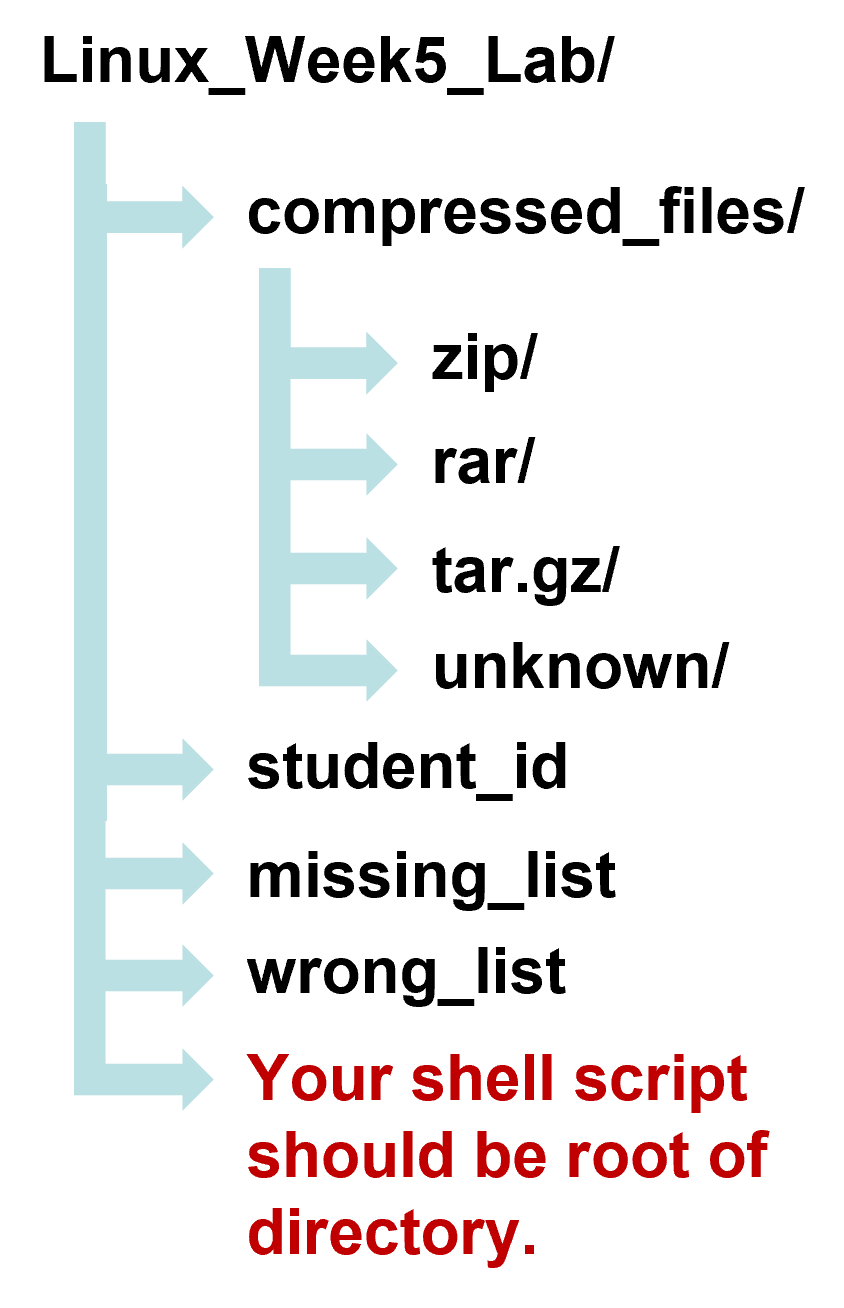 Linux_Week5_Lab/
compressed_files/
zip/
rar/
tar.gz/
unknown/
student_id
missing_list
wrong_list
Your shell script
should be root of
directory.